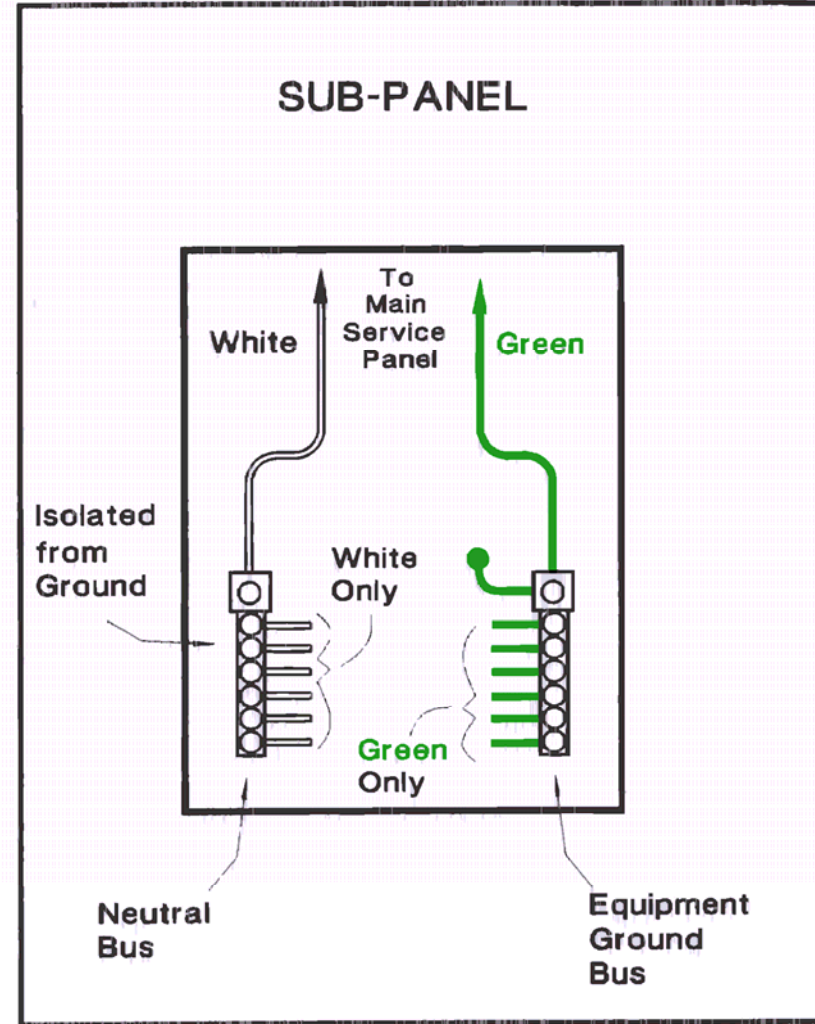 SUB-PANEL
To
Main
Service
Panel
White
Green
Isolated
from
Ground
White
Only
Green
Only
Neutral
Bus
Equipment
Ground
Bus